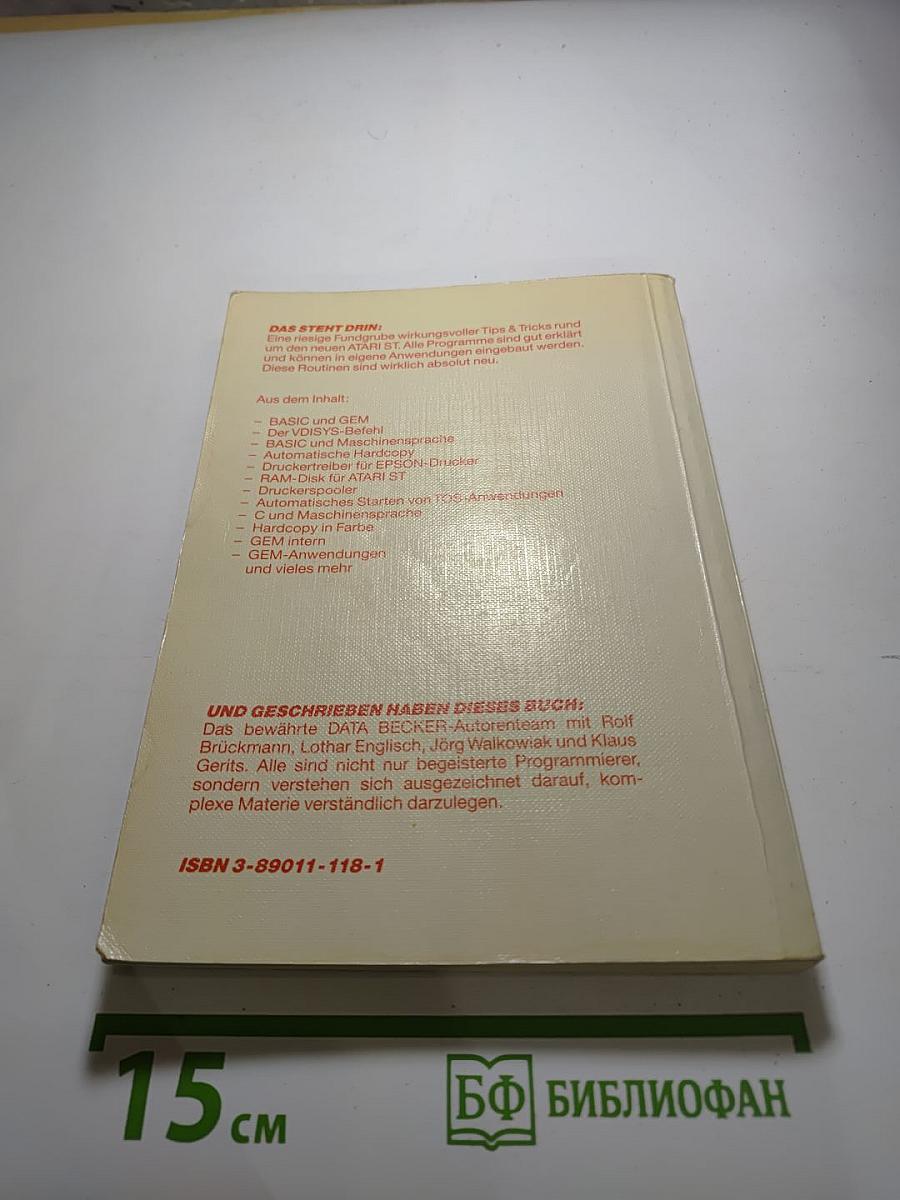 DAS STEHT DRIN:
Eine riesige Fundgrube wirkungsvoller Tips & Tricks rund
um den neuen ATARI ST. Alle Programme sind gut erklärt
und können in eigene Anwendungen eingebaut werden.
Diese Routinen sind wirklich absolut neu.
Aus dem Inhalt:
– BASIC und GEM
– Der VDISYS-Befehl
– BASIC und Maschinensprache
– Automatische Hardcopy
– Druckertreiber für EPSON-Drucker
– RAM-Disk für ATARI ST
– Druckerspooler
– Automatisches Starten von TOS-Anwendungen
– C und Maschinensprache
– Hardcopy in Farbe
– GEM intern
– GEM-Anwendungen
und vieles mehr
UND GESCHRIEBEN HABEN DIESES BUCH:
Das bewährte DATA BECKER-Autorenteam mit Rolf
Brückmann, Lothar Englisch, Jörg Walkowiak und Klaus
Gerits. Alle sind nicht nur begeisterte Programmierer,
sondern verstehen sich ausgezeichnet darauf, kom-
plexe Materie verständlich darzulegen.
ISBN 3-89011-118-1
15 см
БФ БИБЛИОФАН